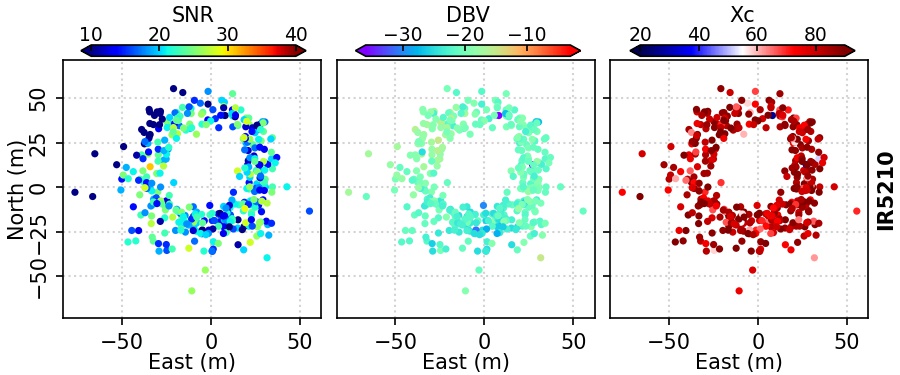 SNR DBV Xc
10 20 30 40 −30 −20 −10 20 40 60 80
50
25
0
−25
−50
North (m)
IR5210
−50 0 50 −50 0 50 −50 0 50
East (m) East (m) East (m)